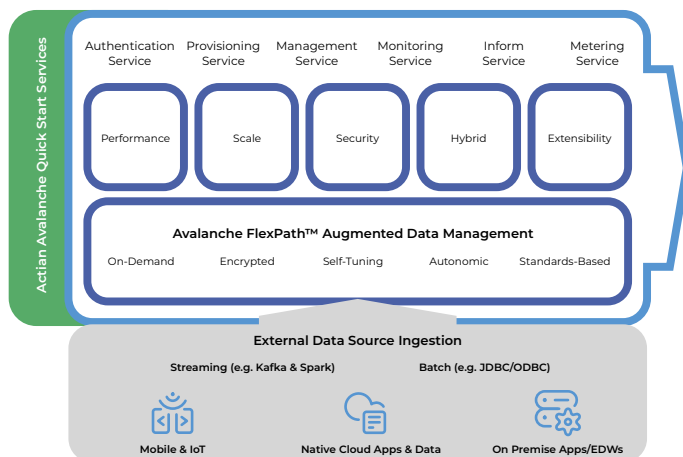 Actian Avalanche Quick Start Services
Authentication Service
Provisioning Service
Management Service
Monitoring Service
Inform Service
Metering Service
Performance
Scale
Security
Hybrid
Extensibility
Avalanche FlexPath™ Augmented Data Management
On-Demand
Encrypted
Self-Tuning
Autonomic
Standards-Based
External Data Source Ingestion
Streaming (e.g. Kafka & Spark)
Batch (e.g. JDBC/ODBC)
Mobile & IoT
Native Cloud Apps & Data
On Premise Apps/EDWs